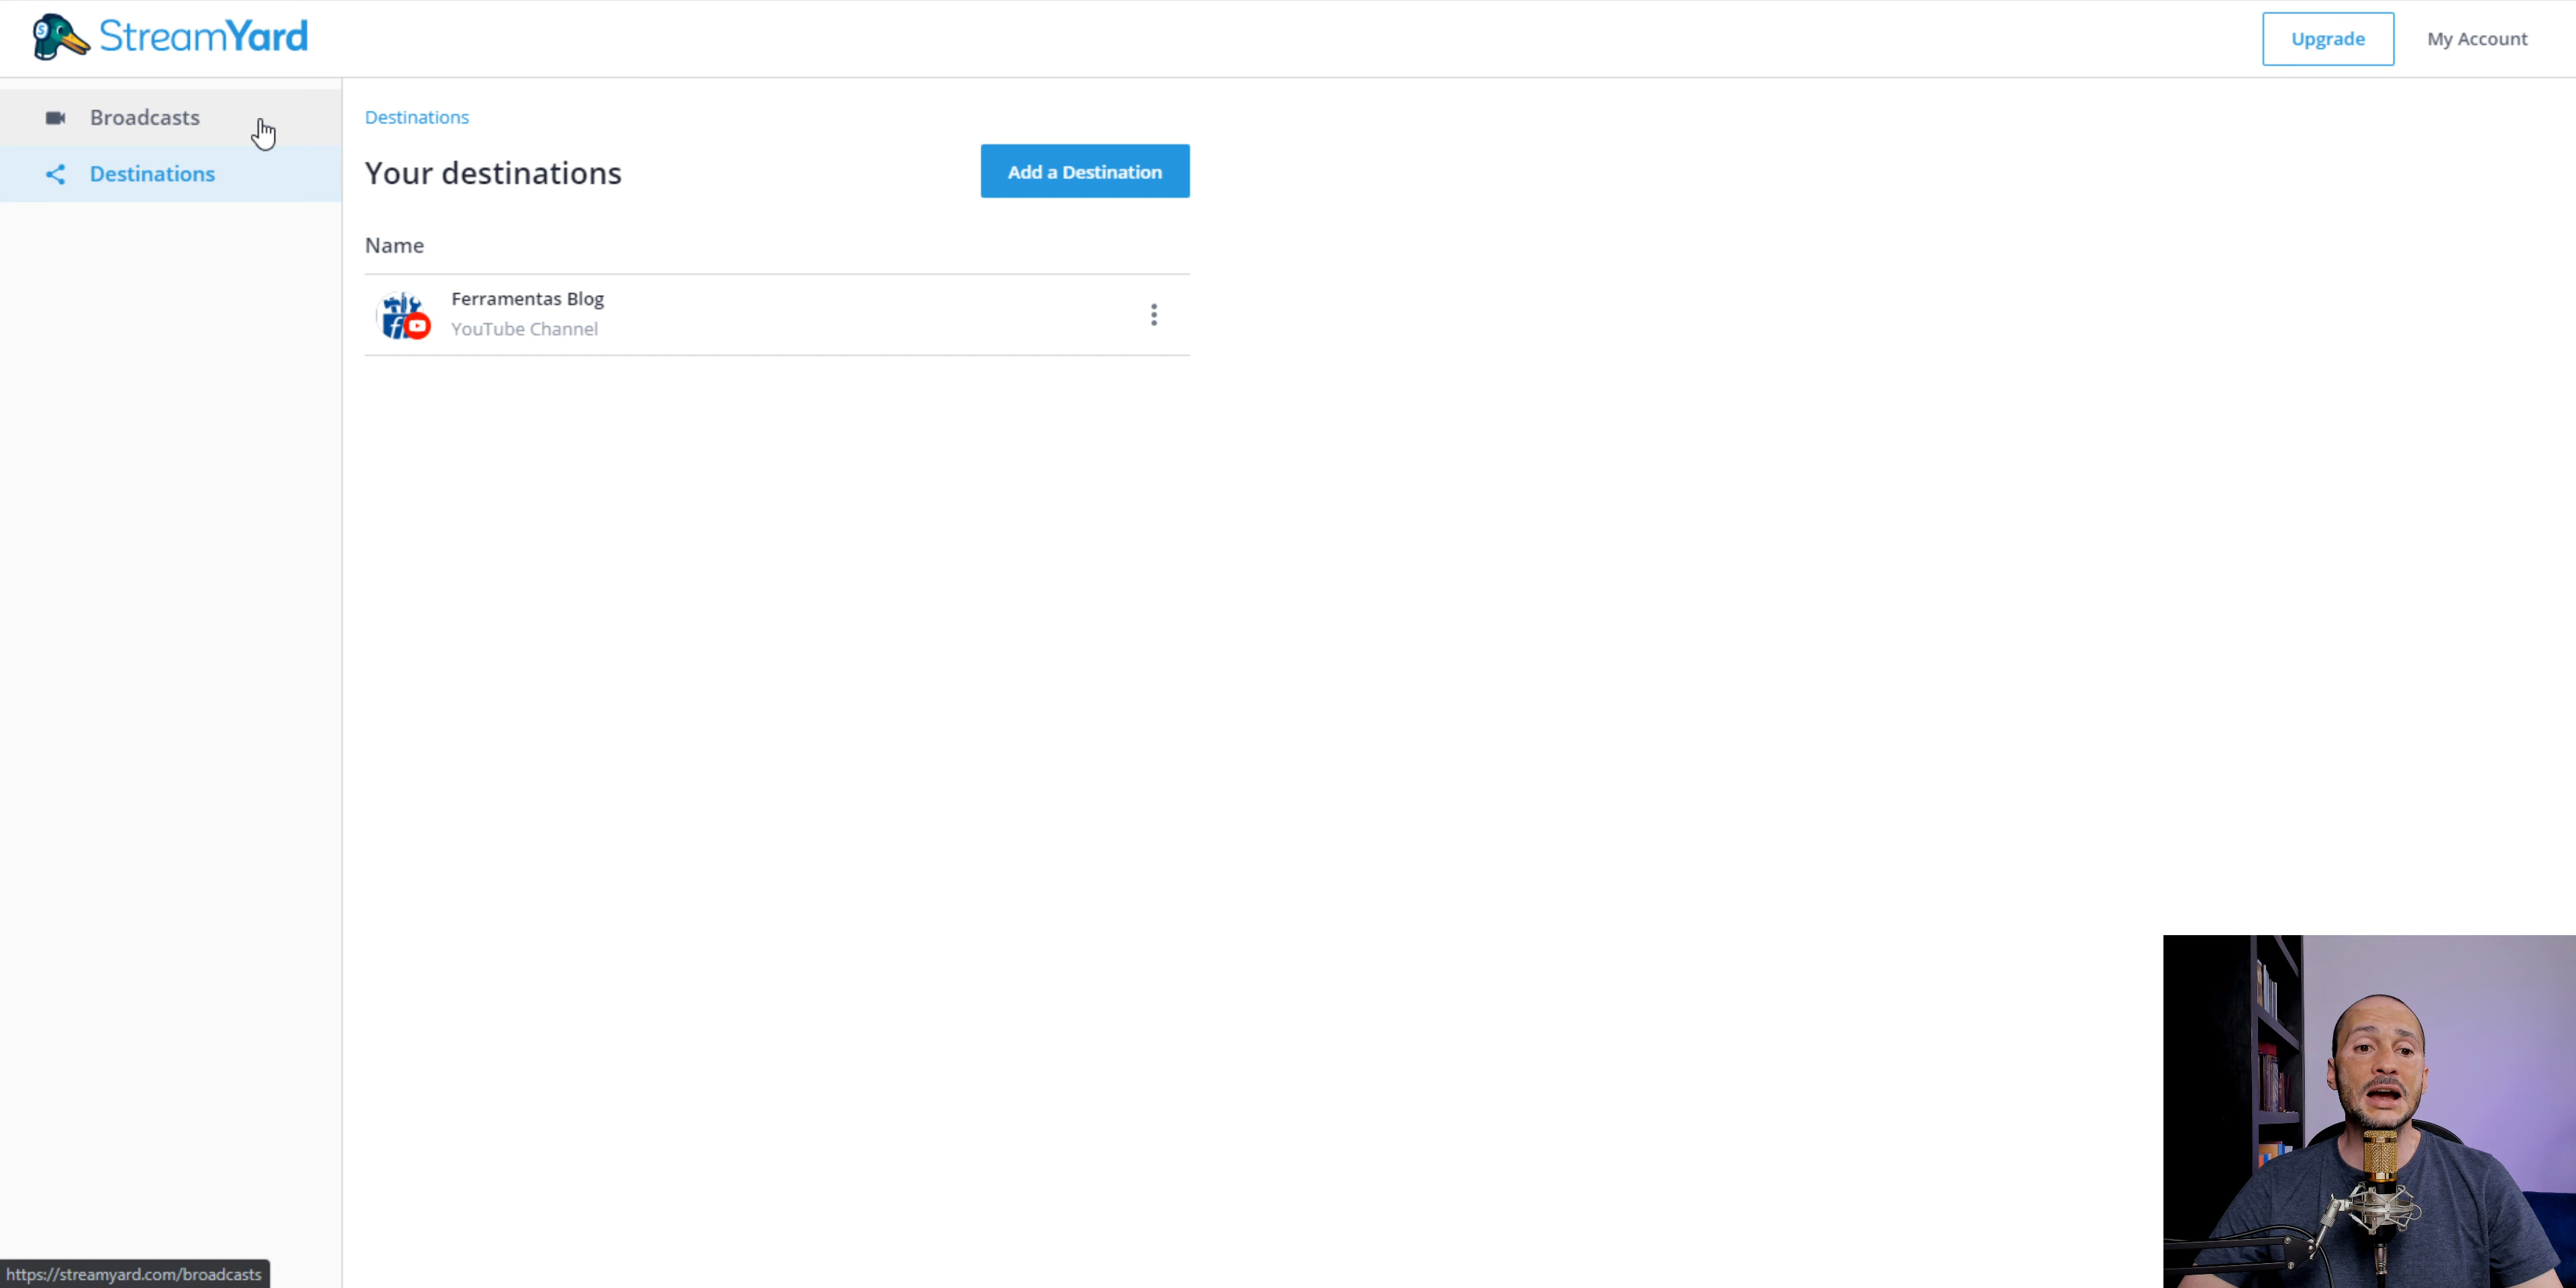 StreamYard
Upgrade
My Account
Broadcasts
Destinations
Destinations
Your destinations
Add a Destination
Name
Ferramentas Blog
YouTube Channel
https://streamyard.com/broadcasts